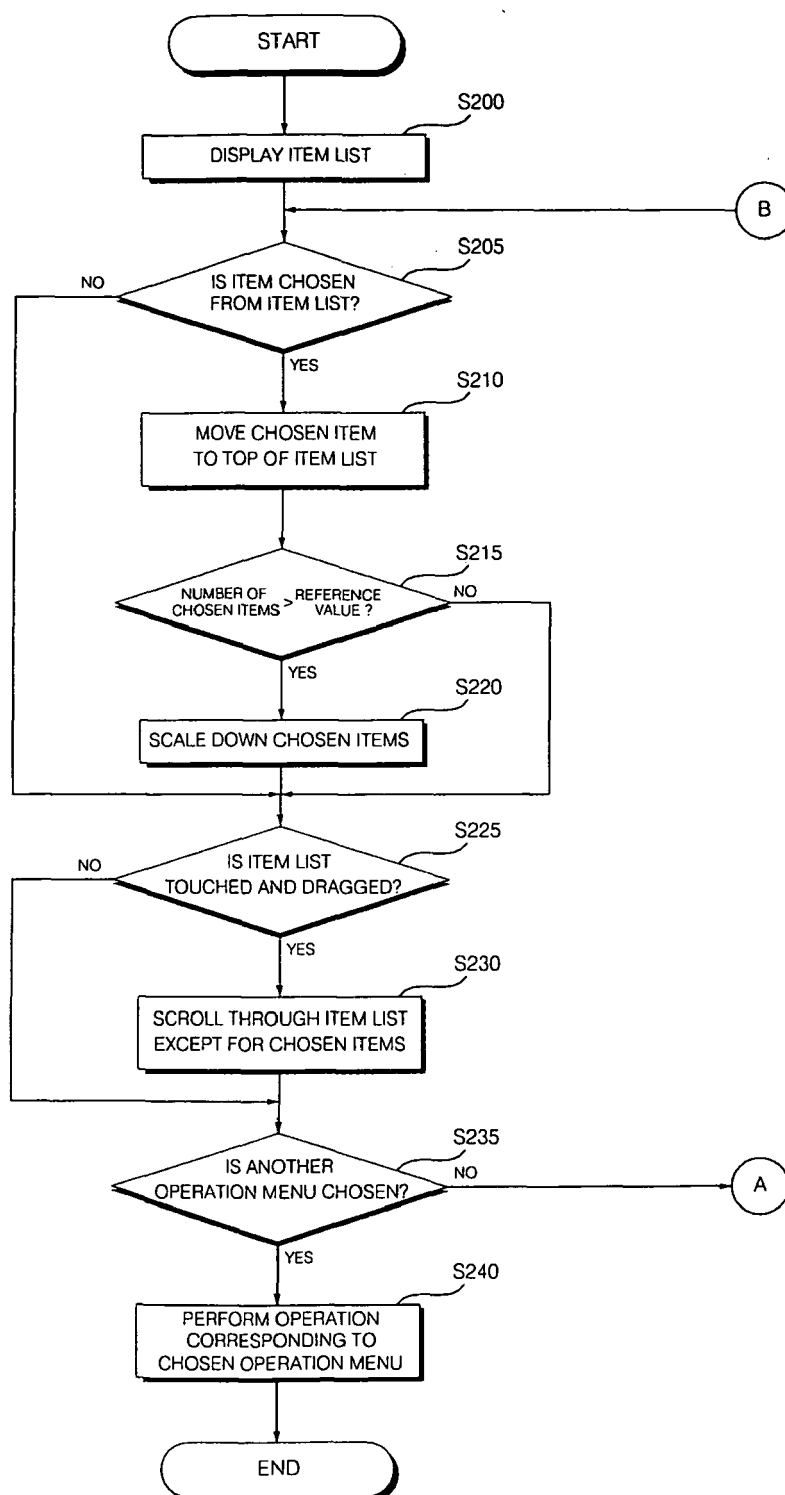 START
S200
DISPLAY ITEM LIST
B
S205
NO
IS ITEM CHOSEN
FROM ITEM LIST?
YES
S210
MOVE CHOSEN ITEM
TO TOP OF ITEM LIST
S215
NUMBER OF CHOSEN ITEMS > REFERENCE VALUE ?
NO
YES
S220
SCALE DOWN CHOSEN ITEMS
S225
NO
IS ITEM LIST
TOUCHED AND DRAGGED?
YES
S230
SCROLL THROUGH ITEM LIST
EXCEPT FOR CHOSEN ITEMS
S235
IS ANOTHER
OPERATION MENU CHOSEN?
NO
A
YES
S240
PERFORM OPERATION
CORRESPONDING TO
CHOSEN OPERATION MENU
END